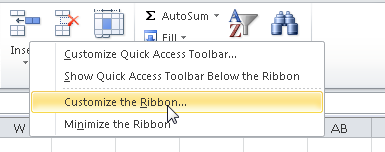 AutoSum
Inse
Fill
Customize Quick Access Toolbar...
Show Quick Access Toolbar Below the Ribbon
Customize the Ribbon...
Minimize the Ribbon
W
AB